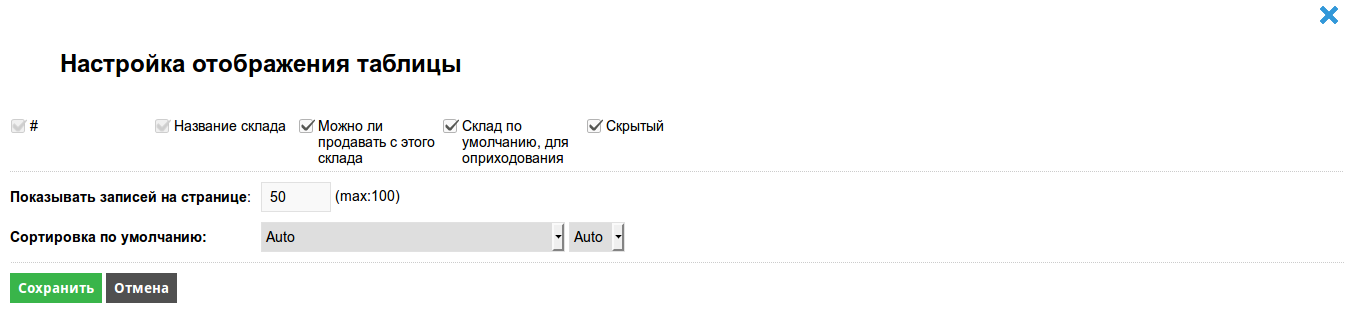 Настройка отображения таблицы
# Название склада Можно ли продавать с этого склада Склад по умолчанию, для оприходования Скрытый
Показывать записей на странице: 50 (max:100)
Сортировка по умолчанию: Auto Auto
Сохранить Отмена